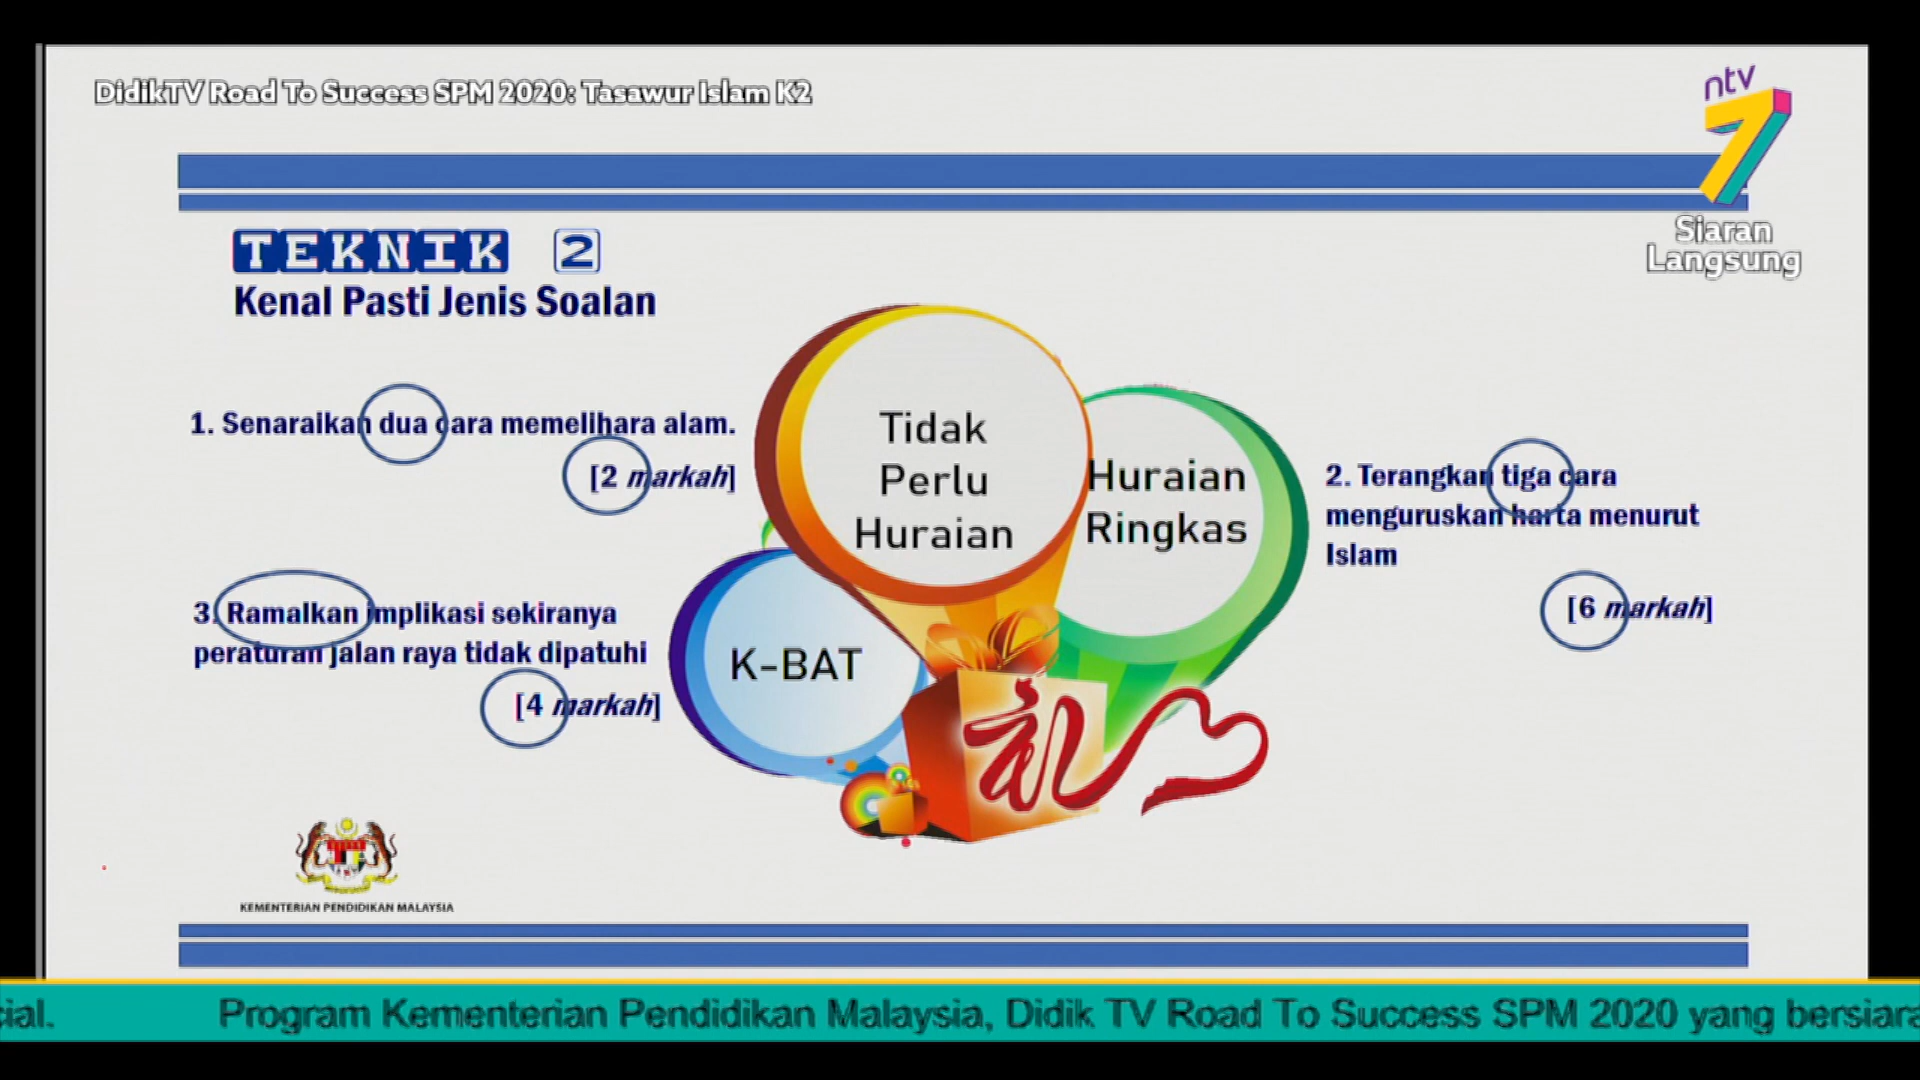 DidikTV Road To Success SPM 2020: Tasawur Islam K2
ntv
7
Siaran
Langsung
TEKNIK 2
Kenal Pasti Jenis Soalan
1. Senaraikan dua cara memelihara alam.
[2 markah]
Tidak
Perlu
Huraian
Huraian
Ringkas
2. Terangkan tiga cara
menguruskan harta menurut
Islam
[6 markah]
3. Ramalkan implikasi sekiranya
peraturan jalan raya tidak dipatuhi
[4 markah]
K-BAT
KEMENTERIAN PENDIDIKAN MALAYSIA
cial. Program Kementerian Pendidikan Malaysia, Didik TV Road To Success SPM 2020 yang bersiara